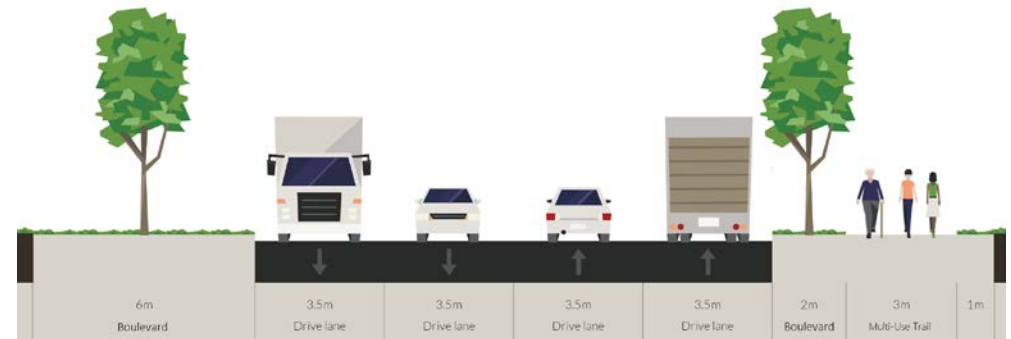 6m
Boulevard
3.5m
Drive lane
3.5m
Drive lane
3.5m
Drive lane
3.5m
Drive lane
2m
Boulevard
3m
Multi-Use Trail
1m